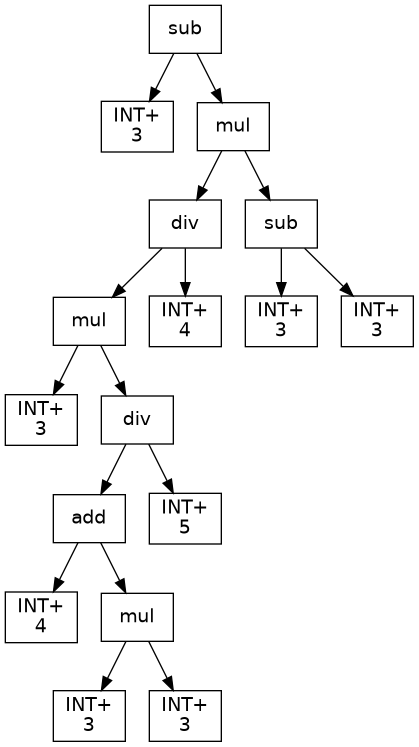 sub
INT+
3
mul
div
sub
mul
INT+
4
INT+
3
INT+
3
INT+
3
div
add
INT+
5
INT+
4
mul
INT+
3
INT+
3